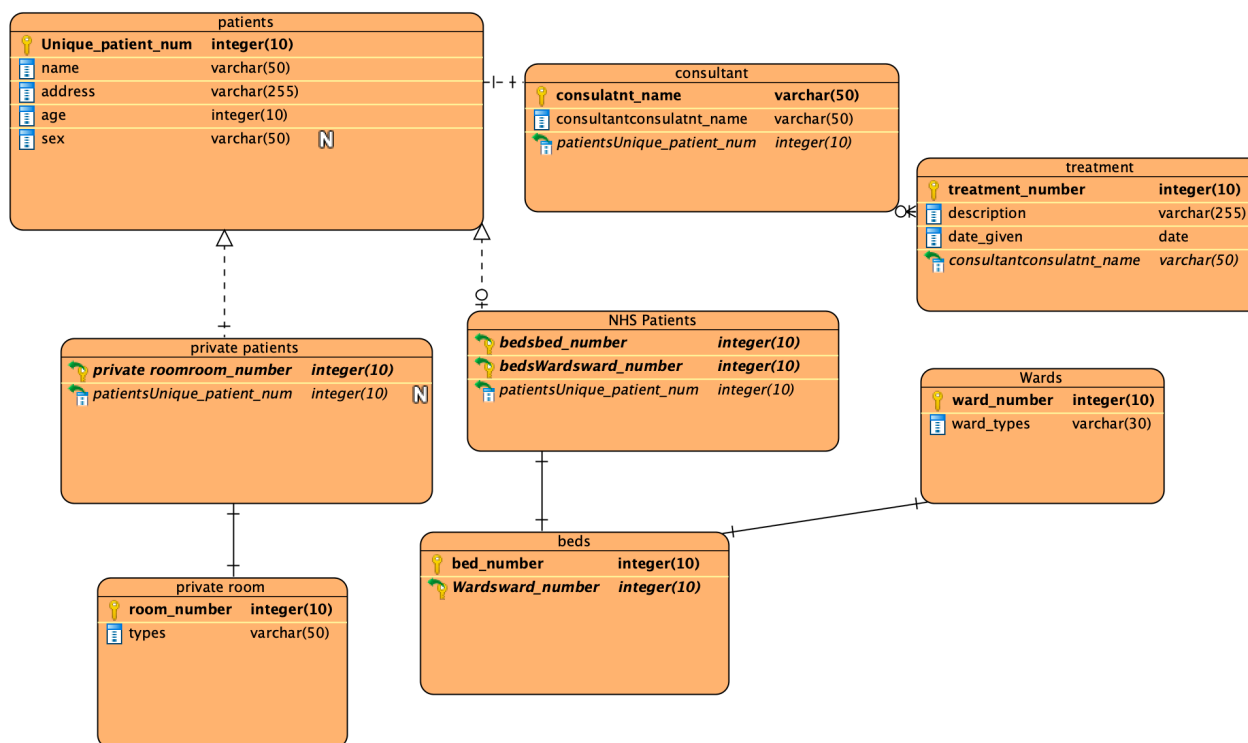 patients
Unique_patient_num integer(10)
name varchar(50)
address varchar(255)
age integer(10)
sex varchar(50) N
consultant
consulatnt_name varchar(50)
consultantconsulatnt_name varchar(50)
patientsUnique_patient_num integer(10)
treatment
treatment_number integer(10)
description varchar(255)
date_given date
consultantconsulatnt_name varchar(50)
private patients
private roomroom_number integer(10)
patientsUnique_patient_num integer(10) N
NHS Patients
bedsbed_number integer(10)
bedsWardsward_number integer(10)
patientsUnique_patient_num integer(10)
Wards
ward_number integer(10)
ward_types varchar(30)
private room
room_number integer(10)
types varchar(50)
beds
bed_number integer(10)
Wardsward_number integer(10)